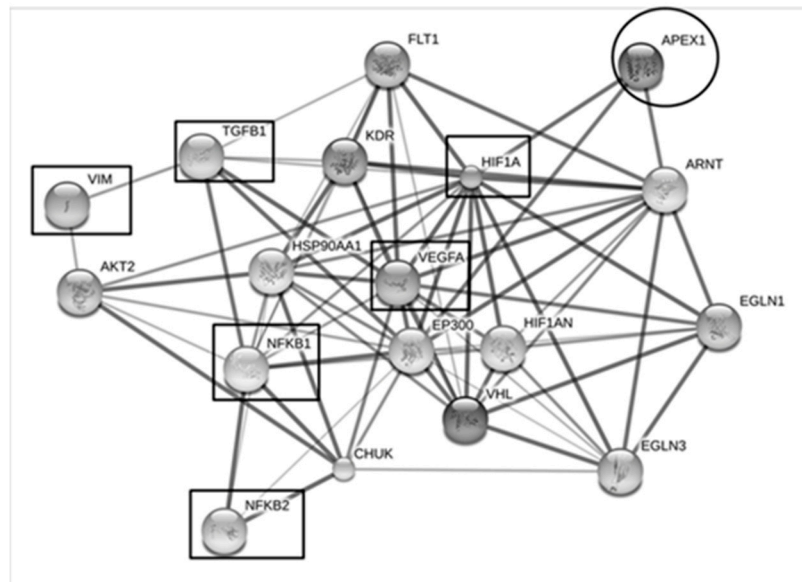 FLT1
APEX1
TGFB1
KDR
HIF1A
ARNT
VIM
HSP90AA1
VEGFA
AKT2
EGLN1
EP300
HIF1AN
NFKB1
VHL
EGLN3
CHUK
NFKB2